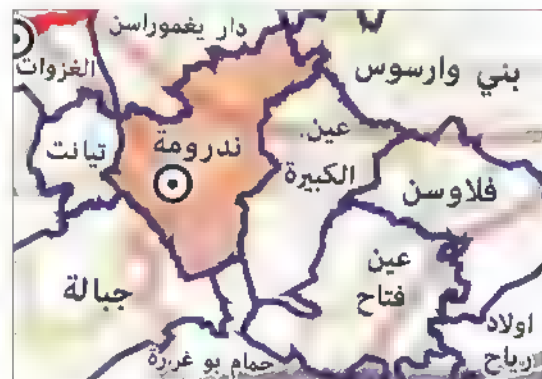 دار يغموراسن
الغزوات
بني وارسوس
عين
الكبيرة
ندرومة
تيانت
فلاوسن
عين
فتاح
جبالة
اولاد
رياح
حمام بو غرارة